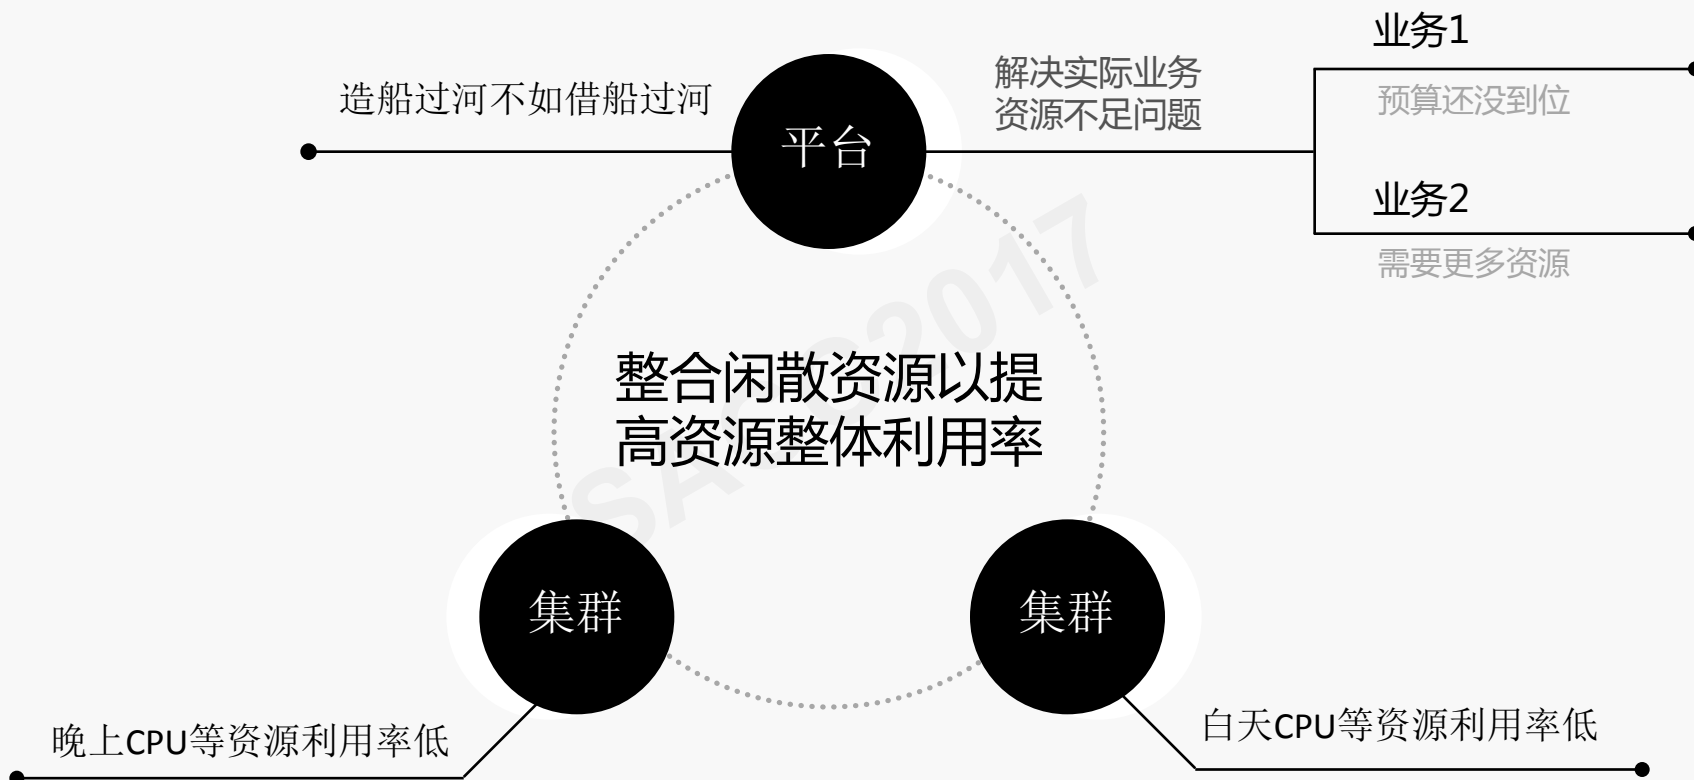 业务1
造船过河不如借船过河
解决实际业务
资源不足问题
预算还没到位
平台
业务2
需要更多资源
SACC2017
整合闲散资源以提
高资源整体利用率
集群
集群
晚上CPU等资源利用率低
白天CPU等资源利用率低